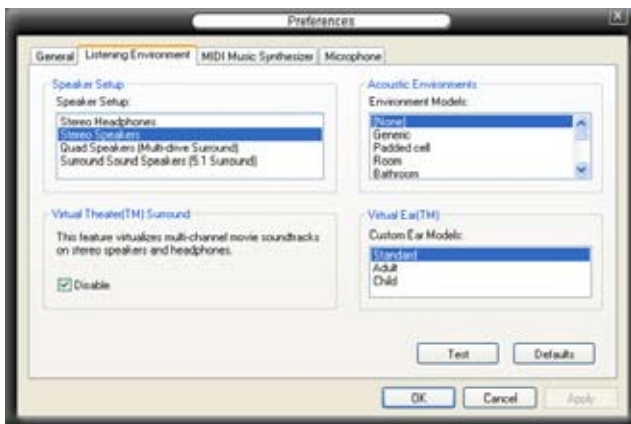 Preferences
X
General
Listening Environment
MIDI Music Synthesizer
Microphone
Speaker Setup
Speaker Setup:
Stereo Headphones
Stereo Speakers
Quad Speakers (Multi-drive Surround)
Surround Sound Speakers (5.1 Surround)
Acoustic Environments
Environment Models:
(None)
Generic
Padded cell
Room
Bathroom
Virtual Theater(TM) Surround
This feature virtualizes multi-channel movie soundtracks
on stereo speakers and headphones.
Disable
Virtual Ear(TM)
Custom Ear Models:
Standard
Adult
Child
Test
Defaults
OK
Cancel
Apply